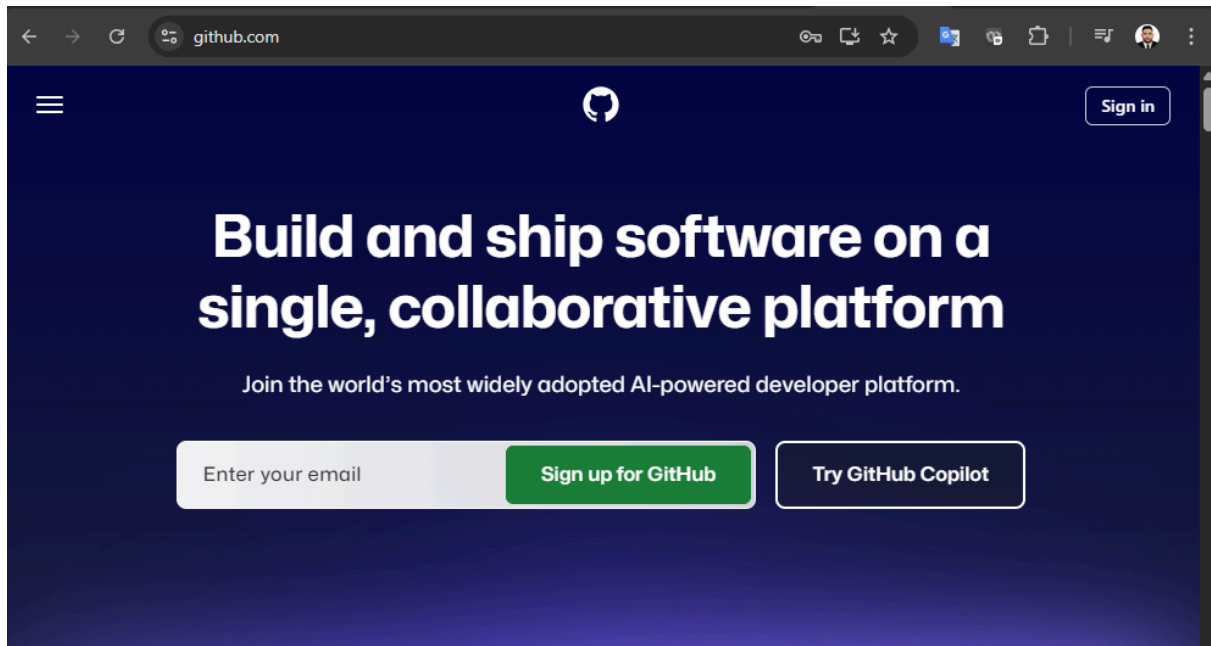 github.com
Sign in
Build and ship software on a
single, collaborative platform
Join the world's most widely adopted AI-powered developer platform.
Enter your email
Sign up for GitHub
Try GitHub Copilot